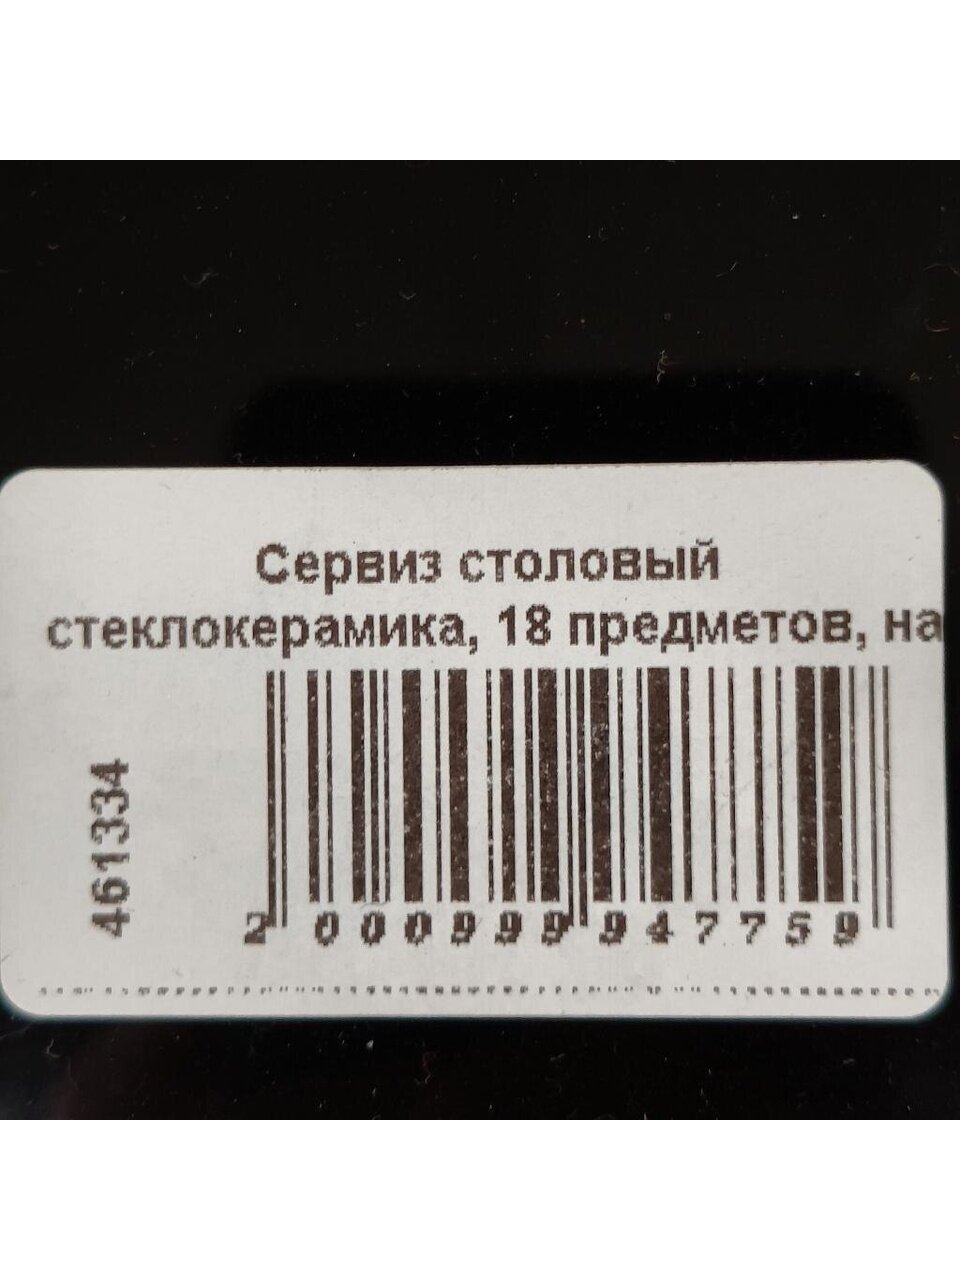 Сервиз столовый
стеклокерамика, 18 предметов, на
461334
2 000999 947759